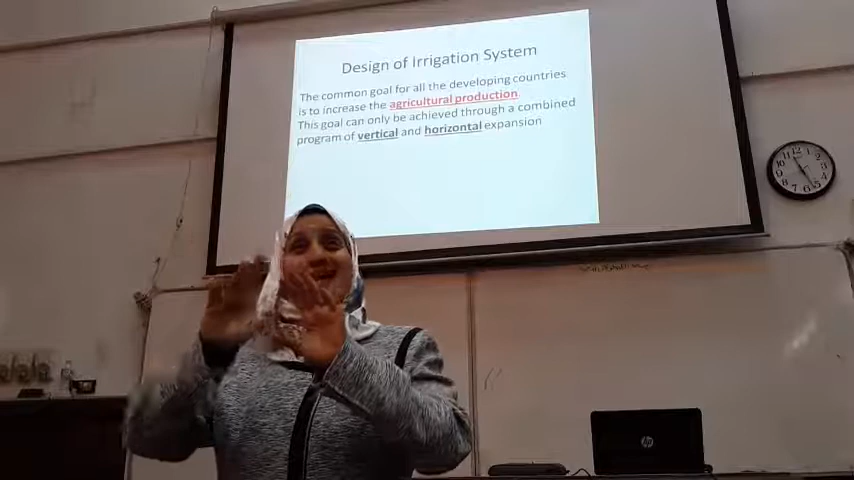 Design of Irrigation System
The common goal for all the developing countries
is to increase the agricultural production
This goal can only be achieved through a combined
program of vertical and horizontal expansion
hp